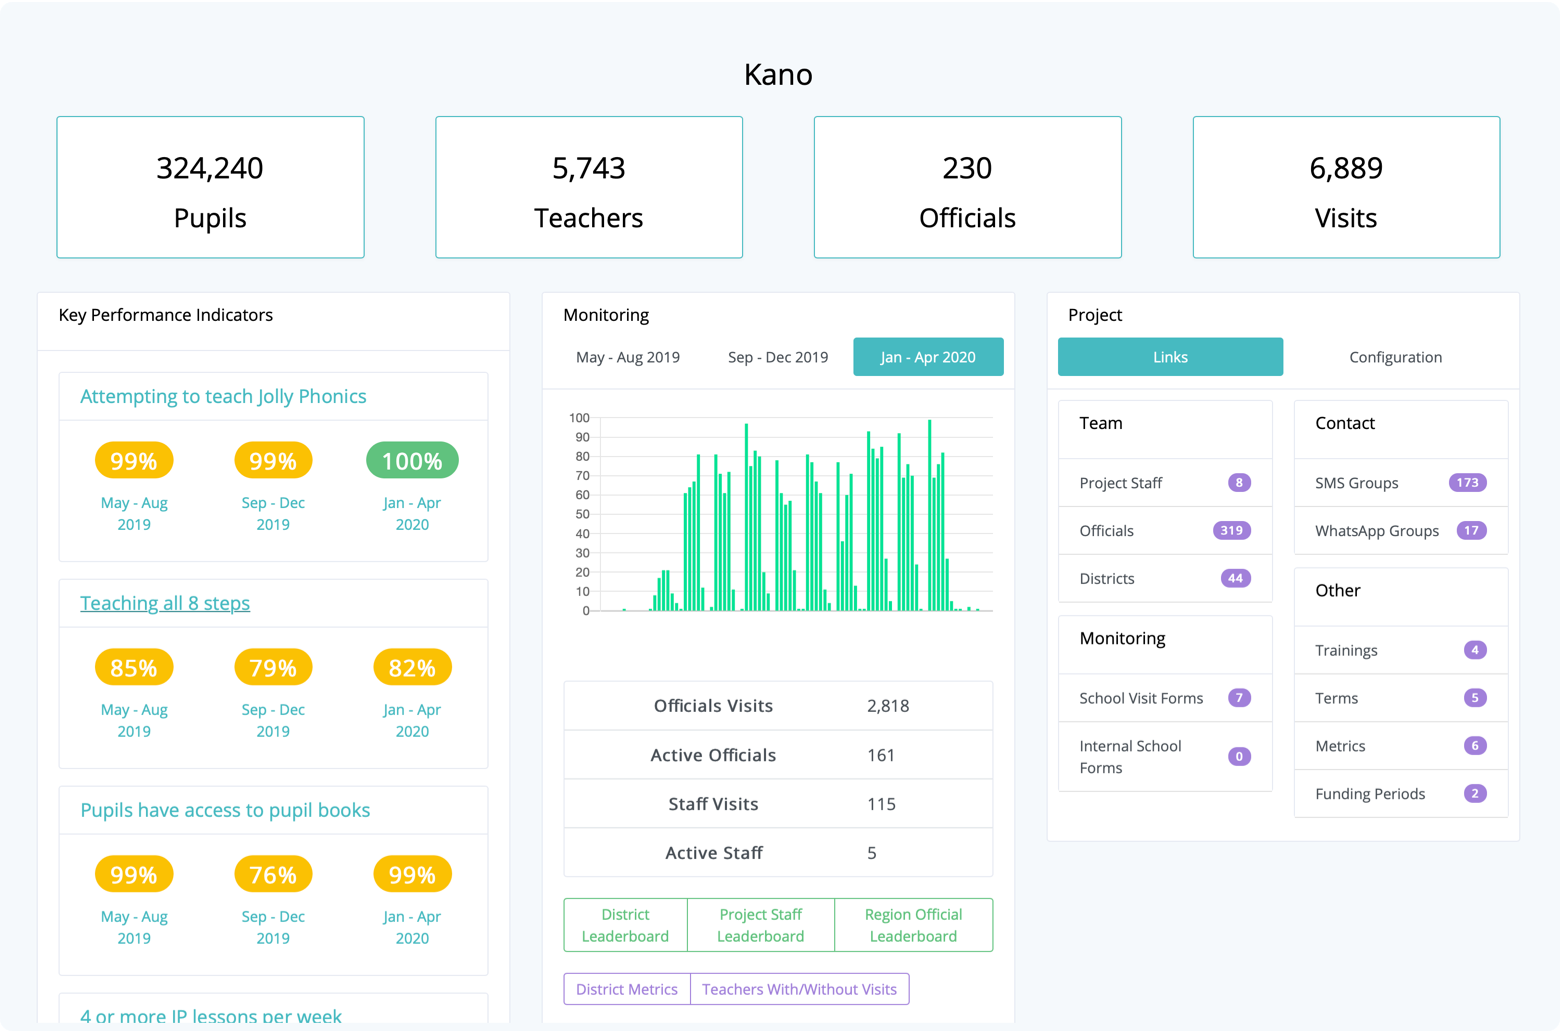 Kano
324,240
Pupils
5,743
Teachers
230
Officials
6,889
Visits
Key Performance Indicators
Attempting to teach Jolly Phonics
99% 99% 100%
May - Aug Sep - Dec Jan - Apr
2019 2019 2020
Teaching all 8 steps
85% 79% 82%
May - Aug Sep - Dec Jan - Apr
2019 2019 2020
Pupils have access to pupil books
99% 76% 99%
May - Aug Sep - Dec Jan - Apr
2019 2019 2020
4 or more JP lessons per week
Monitoring
May - Aug 2019 Sep - Dec 2019 Jan - Apr 2020
100
90
80
70
60
50
40
30
20
10
0
Officials Visits 2,818
Active Officials 161
Staff Visits 115
Active Staff 5
District
Leaderboard
Project Staff
Leaderboard
Region Official
Leaderboard
District Metrics Teachers With/Without Visits
Project
Links Configuration
Team
Project Staff 8
Officials 319
Districts 44
Monitoring
School Visit Forms 7
Internal School
Forms 0
Contact
SMS Groups 173
WhatsApp Groups 17
Other
Trainings 4
Terms 5
Metrics 6
Funding Periods 2